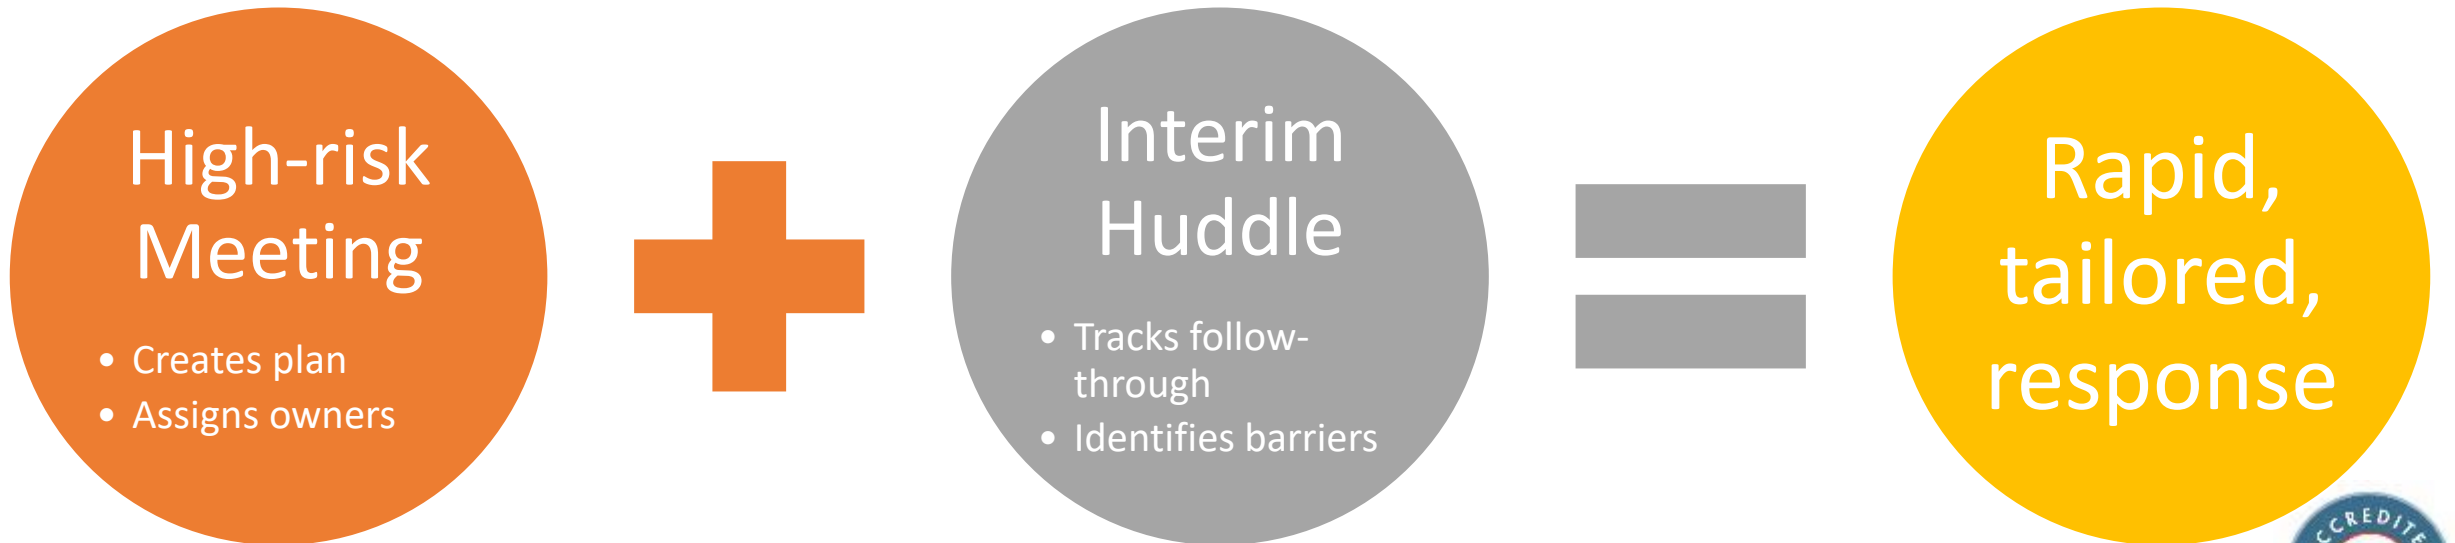 High-risk
Meeting
• Creates plan
• Assigns owners
Interim
Huddle
• Tracks follow-
through
• Identifies barriers
Rapid,
tailored,
response